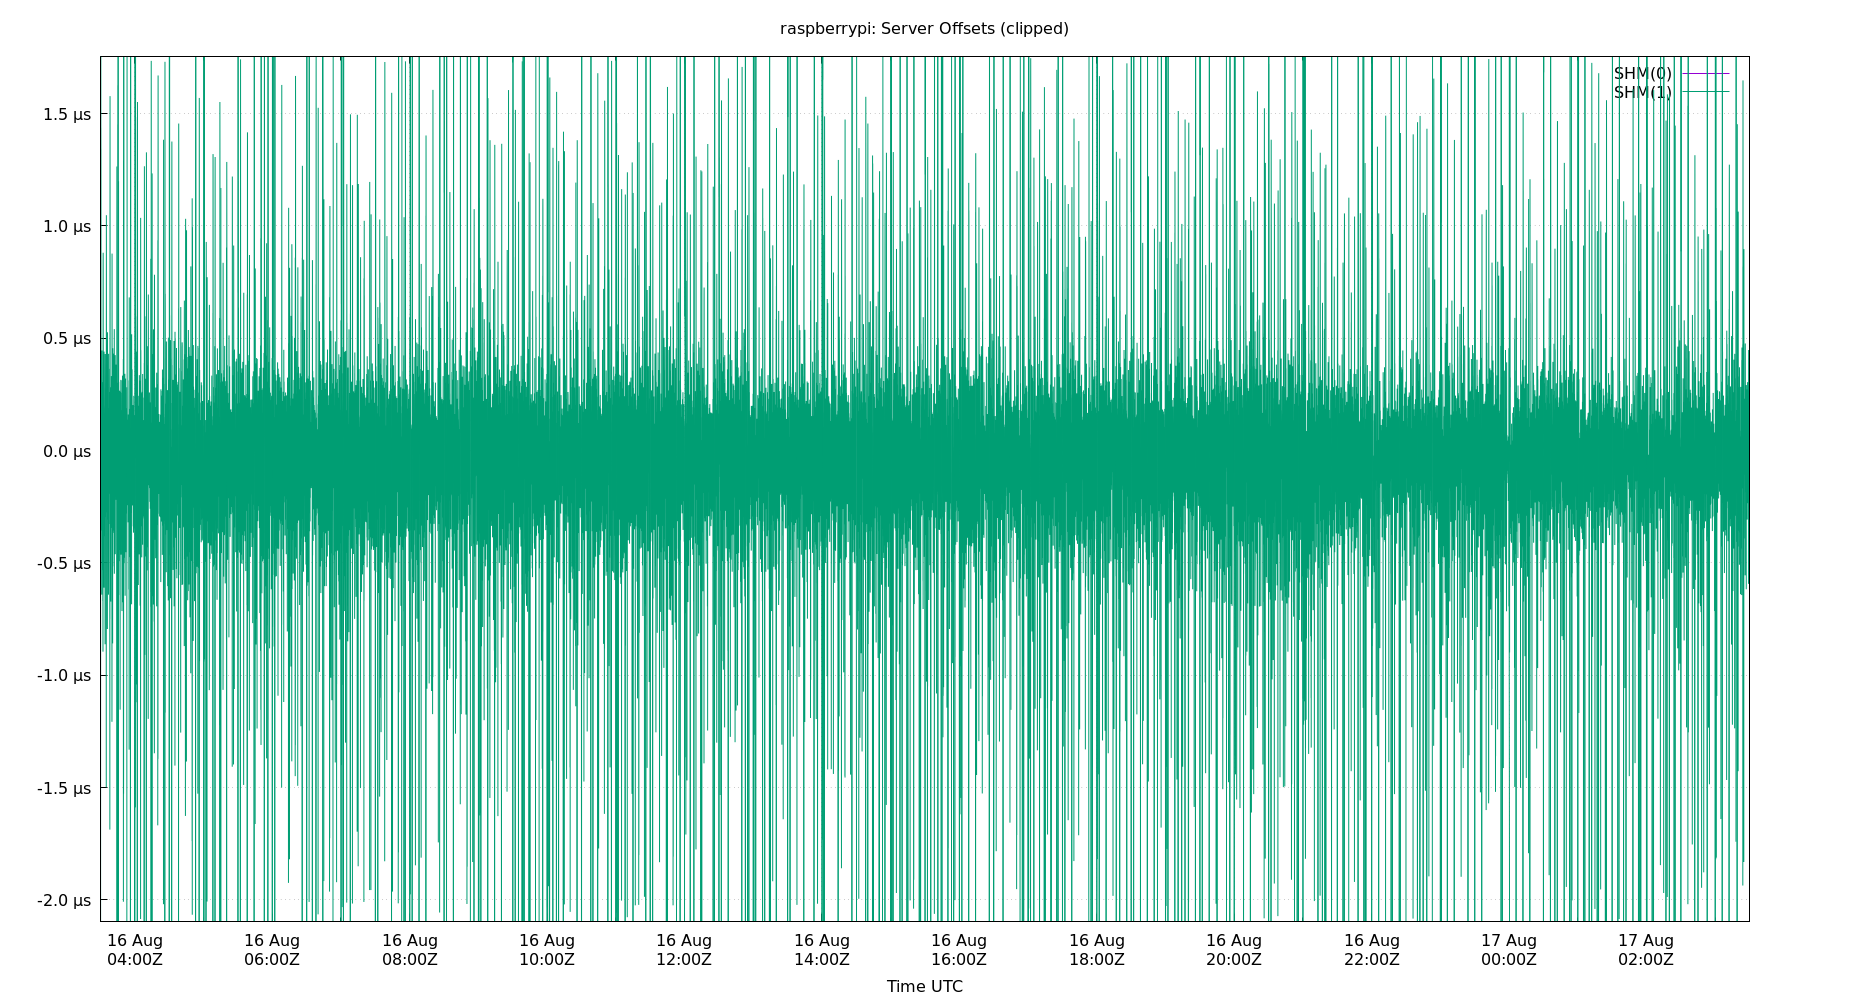 raspberrypi: Server Offsets (clipped)
SHM(0)
SHM(1)
1.5 µs
1.0 µs
0.5 µs
0.0 µs
-0.5 µs
-1.0 µs
-1.5 µs
-2.0 µs
16 Aug 16 Aug 16 Aug 16 Aug 16 Aug 16 Aug 16 Aug 16 Aug 16 Aug 16 Aug 17 Aug 17 Aug
04:00Z 06:00Z 08:00Z 10:00Z 12:00Z 14:00Z 16:00Z 18:00Z 20:00Z 22:00Z 00:00Z 02:00Z
Time UTC